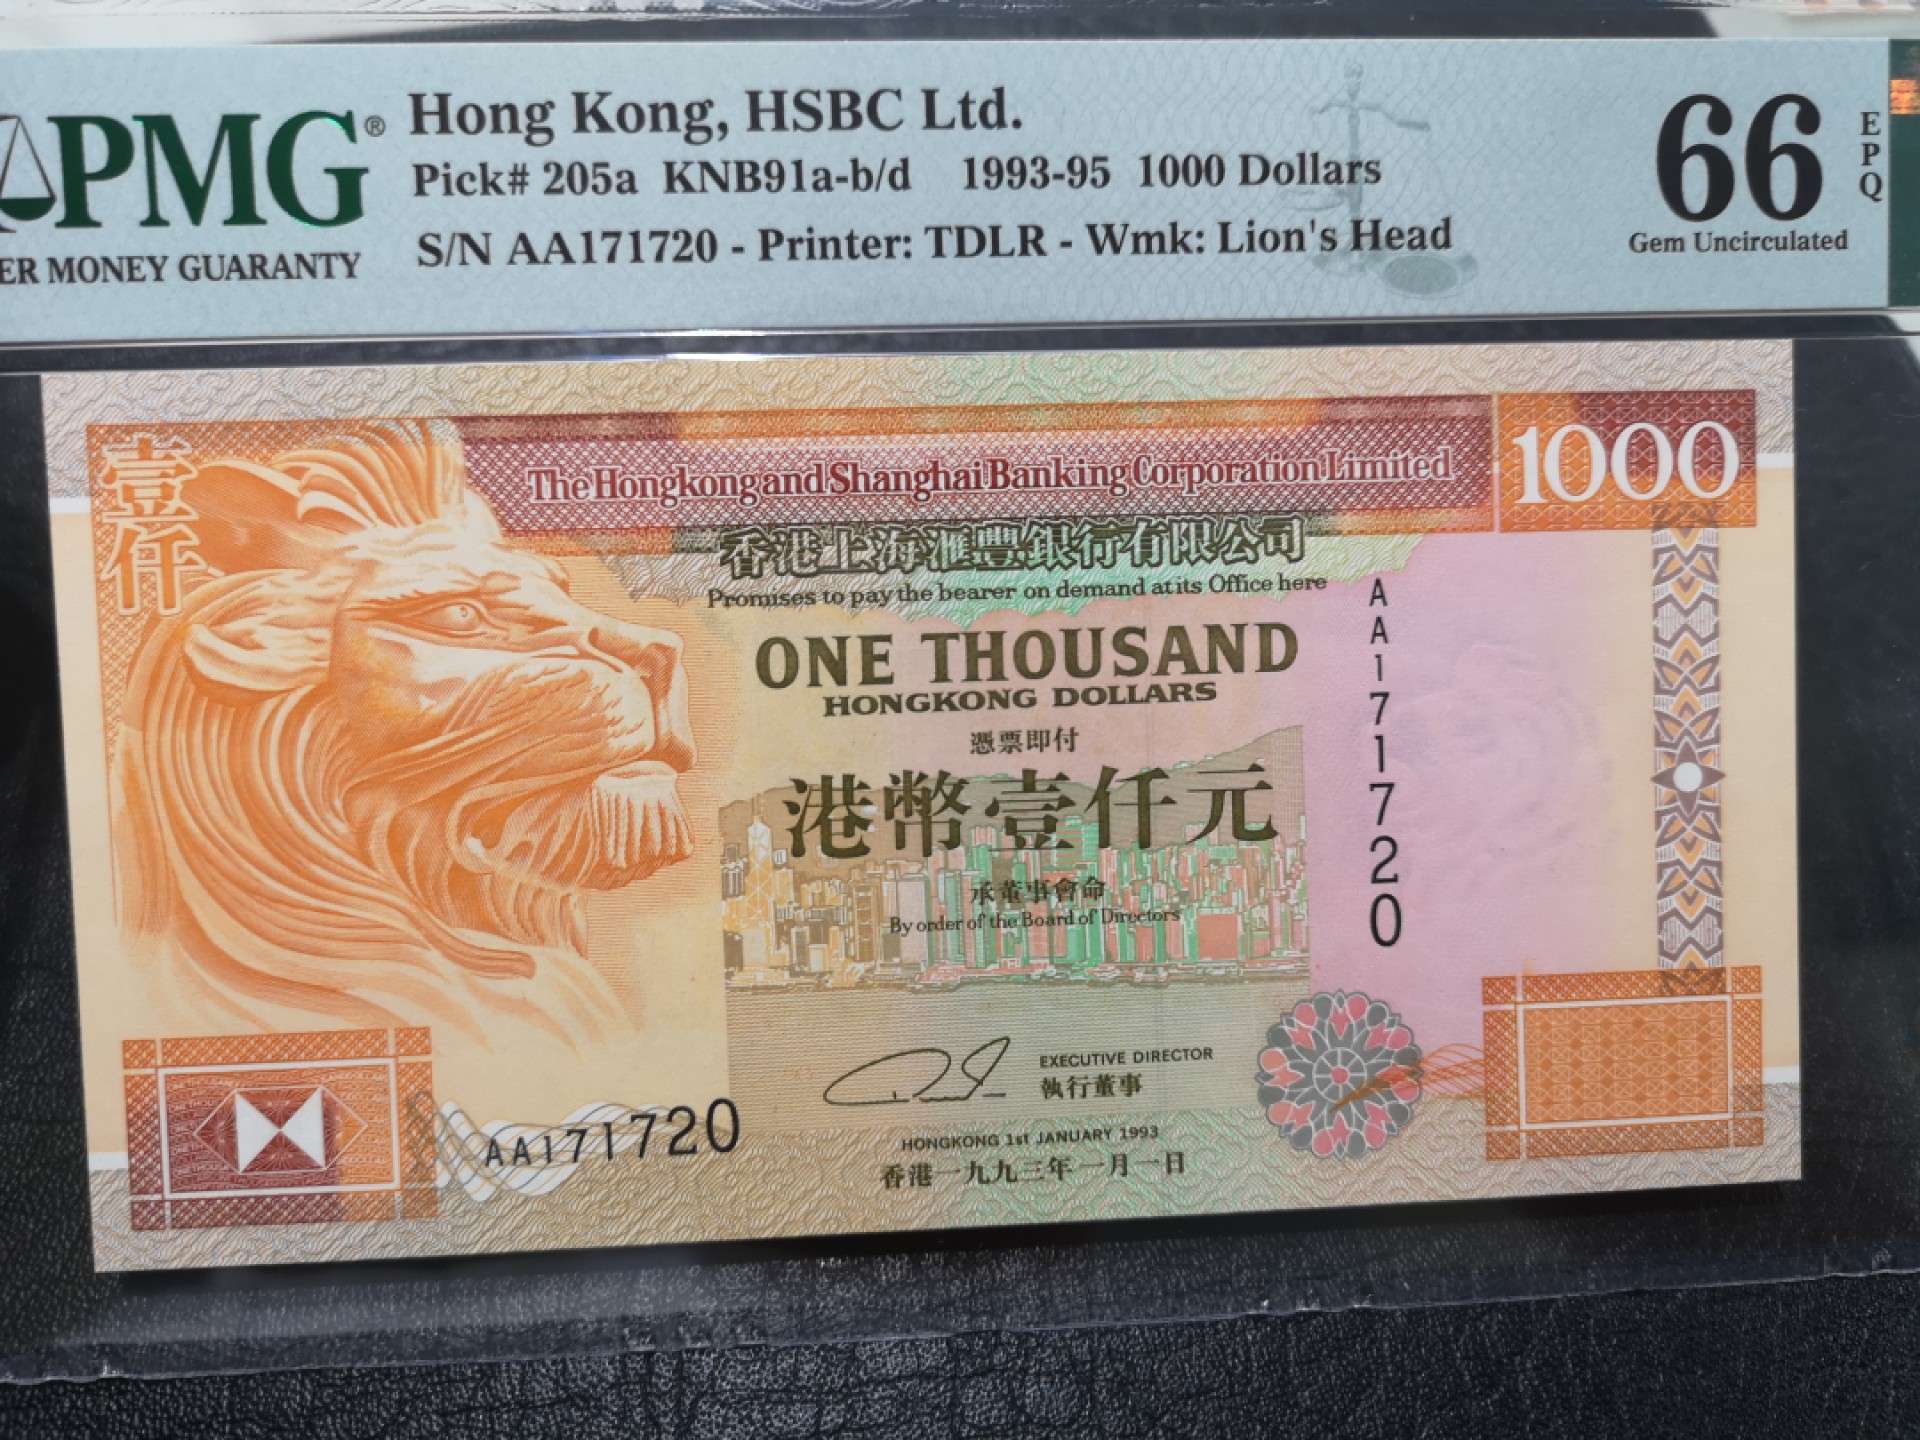 PMG® Hong Kong, HSBC Ltd.
Pick# 205a KNB91a-b/d 1993-95 1000 Dollars
S/N AA171720 - Printer: TDLR - Wmk: Lion's Head
ER MONEY GUARANTY
66 EPQ
Gem Uncirculated
壹仟
The Hongkong and Shanghai Banking Corporation Limited
1000
香港上海滙豐銀行有限公司
Promises to pay the bearer on demand at its Office here
ONE THOUSAND
HONGKONG DOLLARS
憑票即付
港幣壹仟元
承董事會命
By order of the Board of Directors
AA171720
EXECUTIVE DIRECTOR
執行董事
AA171720
HONGKONG 1st JANUARY 1993
香港一九九三年一月一日